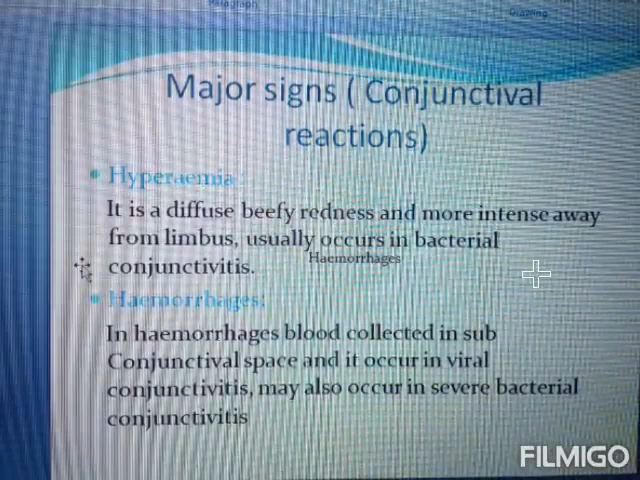 Paragraph
Drawing
Major signs ( Conjunctival
reactions)
Hyperaemia :
It is a diffuse beefy redness and more intense away
from limbus, usually occurs in bacterial
Haemorrhages
conjunctivitis.
Haemorrhages:
In haemorrhages blood collected in sub
Conjunctival space and it occur in viral
conjunctivitis, may also occur in severe bacterial
conjunctivitis
FILMIGO